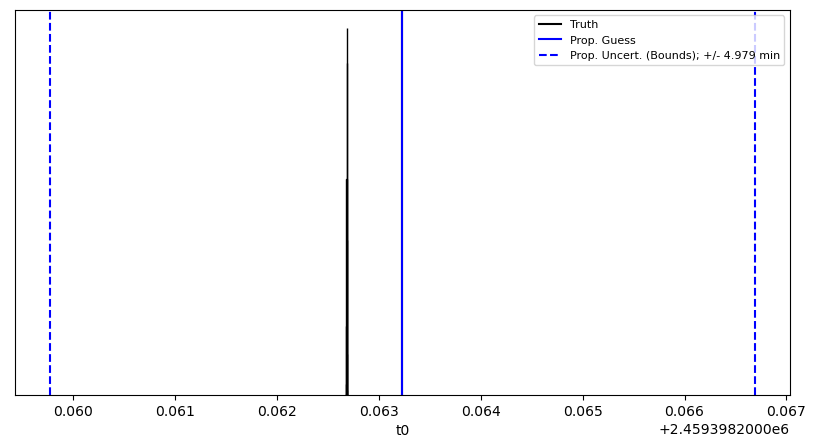 Truth
Prop. Guess
Prop. Uncert. (Bounds); +/- 4.979 min
0.060 0.061 0.062 0.063 0.064 0.065 0.066 0.067
t0
+2.4593982000e6